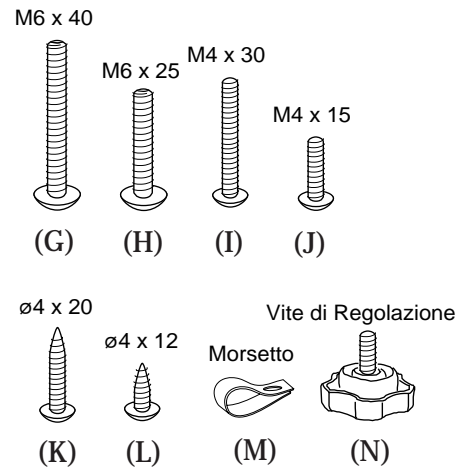 M6 x 40
M6 x 25
M4 x 30
M4 x 15
(G)
(H)
(I)
(J)
ø4 x 20
ø4 x 12
Morsetto
Vite di Regolazione
(K)
(L)
(M)
(N)